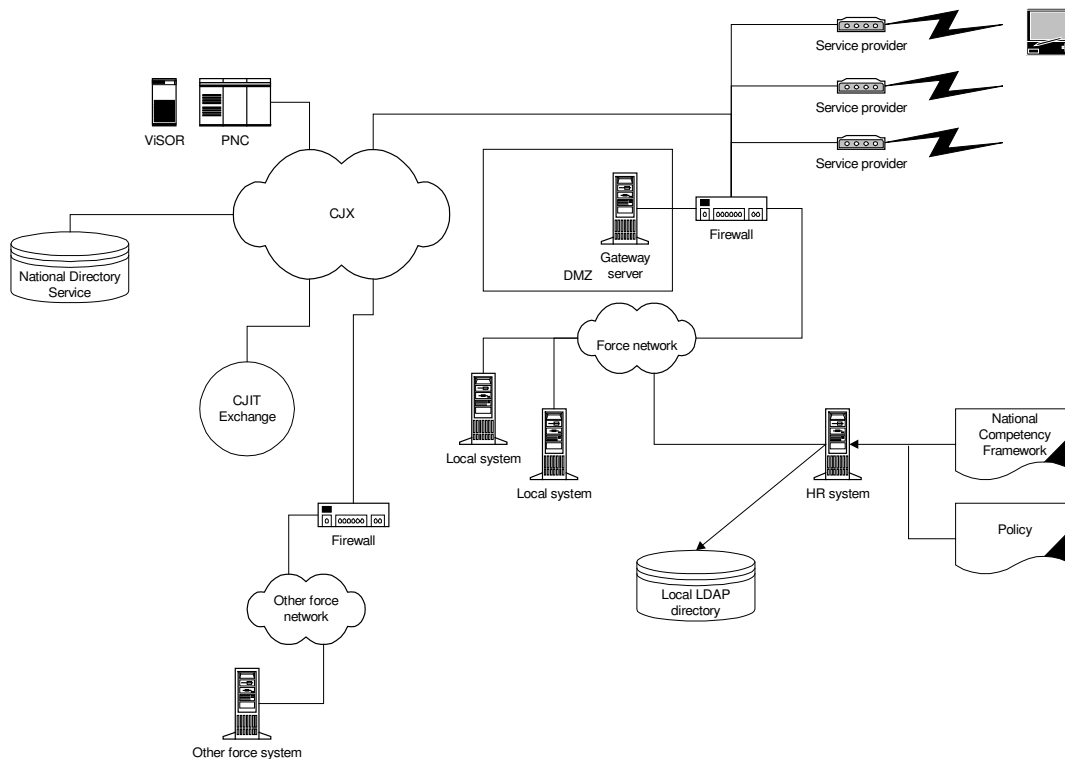 Service provider
Service provider
Service provider
ViSOR
PNC
CJX
Gateway
server
DMZ
Firewall
National Directory
Service
Force network
CJIT
Exchange
Local system
Local system
HR system
National
Competency
Framework
Policy
Firewall
Local LDAP
directory
Other force
network
Other force system